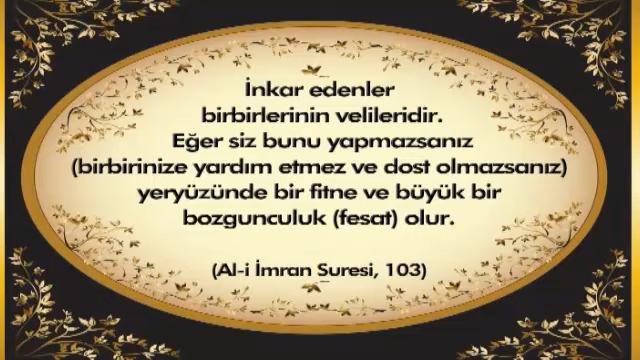 İnkar edenler
birbirlerinin velileridir.
Eğer siz bunu yapmazsanız
(birbirinize yardım etmez ve dost olmazsanız)
yeryüzünde bir fitne ve büyük bir
bozgunculuk (fesat) olur.
(Al-i İmran Suresi, 103)